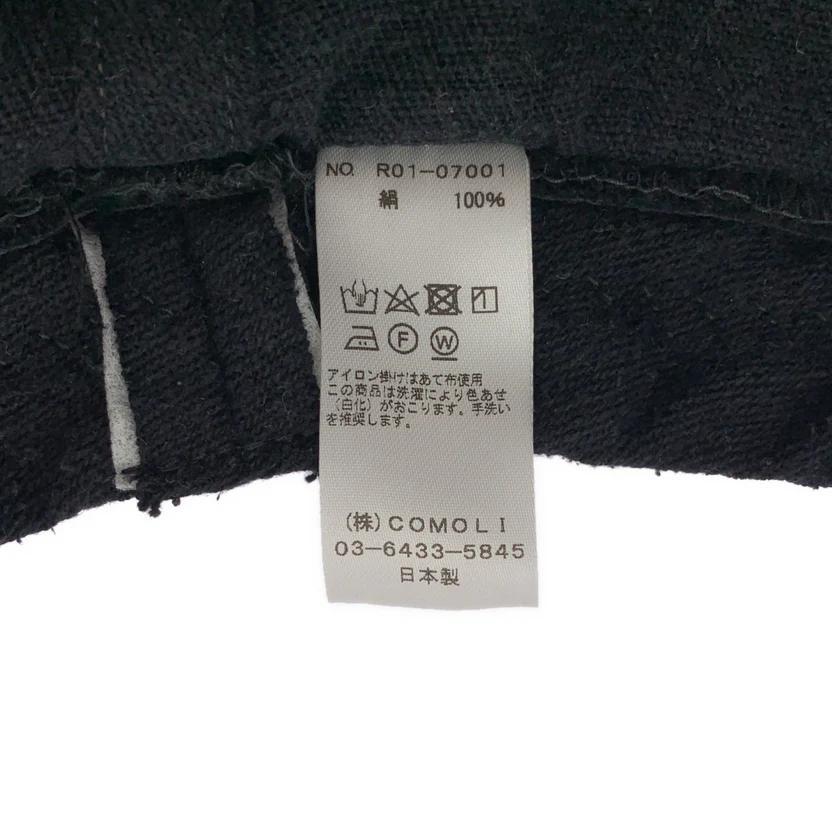 NO. R01-07001
絹 100%
F W
アイロン掛けはあて布使用
この商品は洗濯により色あせ
(白化)がおこります。手洗い
を推奨します。
(株)COMOLI
03-6433-5845
日本製